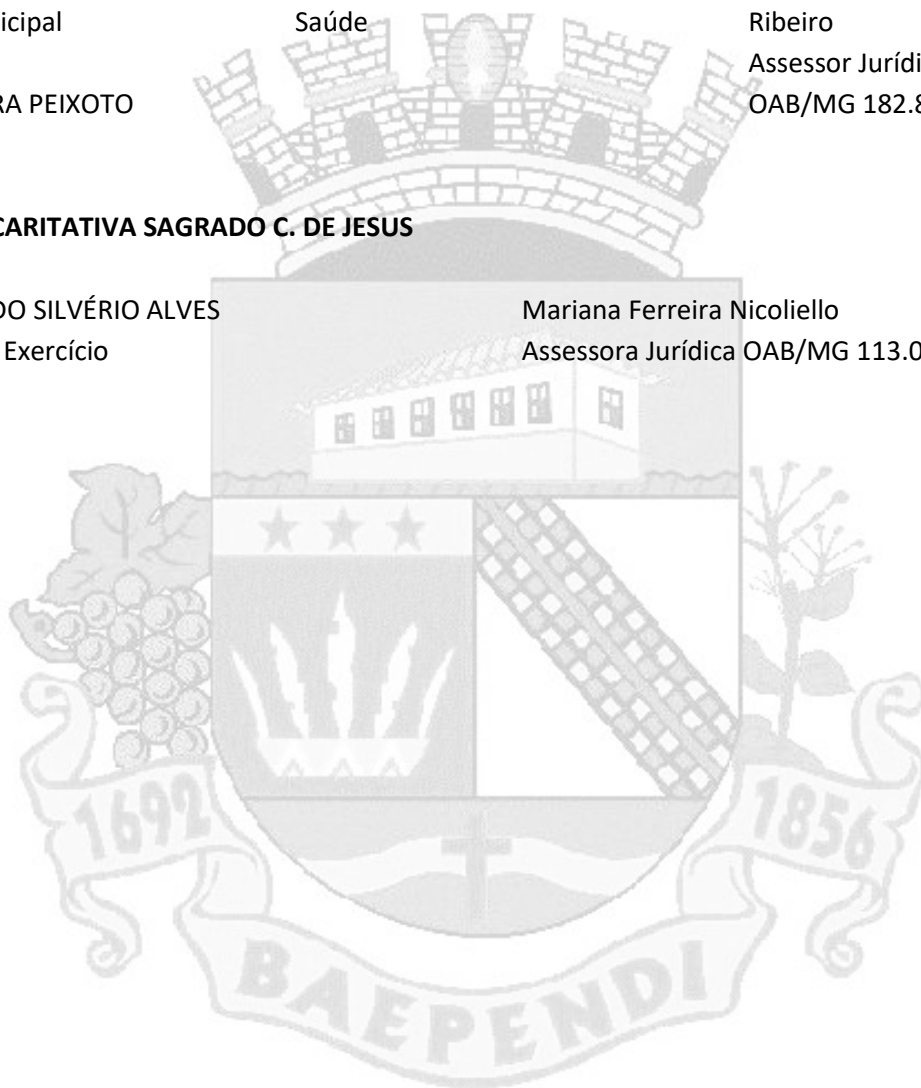 icipal Saúde Ribeiro
Assessor Jurídi
RA PEIXOTO OAB/MG 182.8
CARITATIVA SAGRADO C. DE JESUS
DO SILVÉRIO ALVES Mariana Ferreira Nicoliello
Exercício Assessora Jurídica OAB/MG 113.0
1692 1856
BAEPENDI